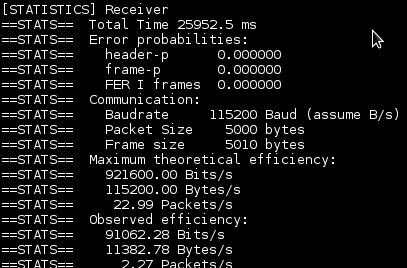 [STATISTICS] Receiver
==STATS==  Total Time 25952.5 ms
==STATS==  Error probabilities:
==STATS==    header-p      0.000000
==STATS==    frame-p       0.000000
==STATS==    FER I frames  0.000000
==STATS==  Communication:
==STATS==    Baudrate     115200 Baud (assume B/s)
==STATS==    Packet Size    5000 bytes
==STATS==    Frame size     5010 bytes
==STATS==  Maximum theoretical efficiency:
==STATS==    921600.00 Bits/s
==STATS==    115200.00 Bytes/s
==STATS==     22.99 Packets/s
==STATS==  Observed efficiency:
==STATS==    91062.28 Bits/s
==STATS==    11382.78 Bytes/s
==STATS==      2.27 Packets/s